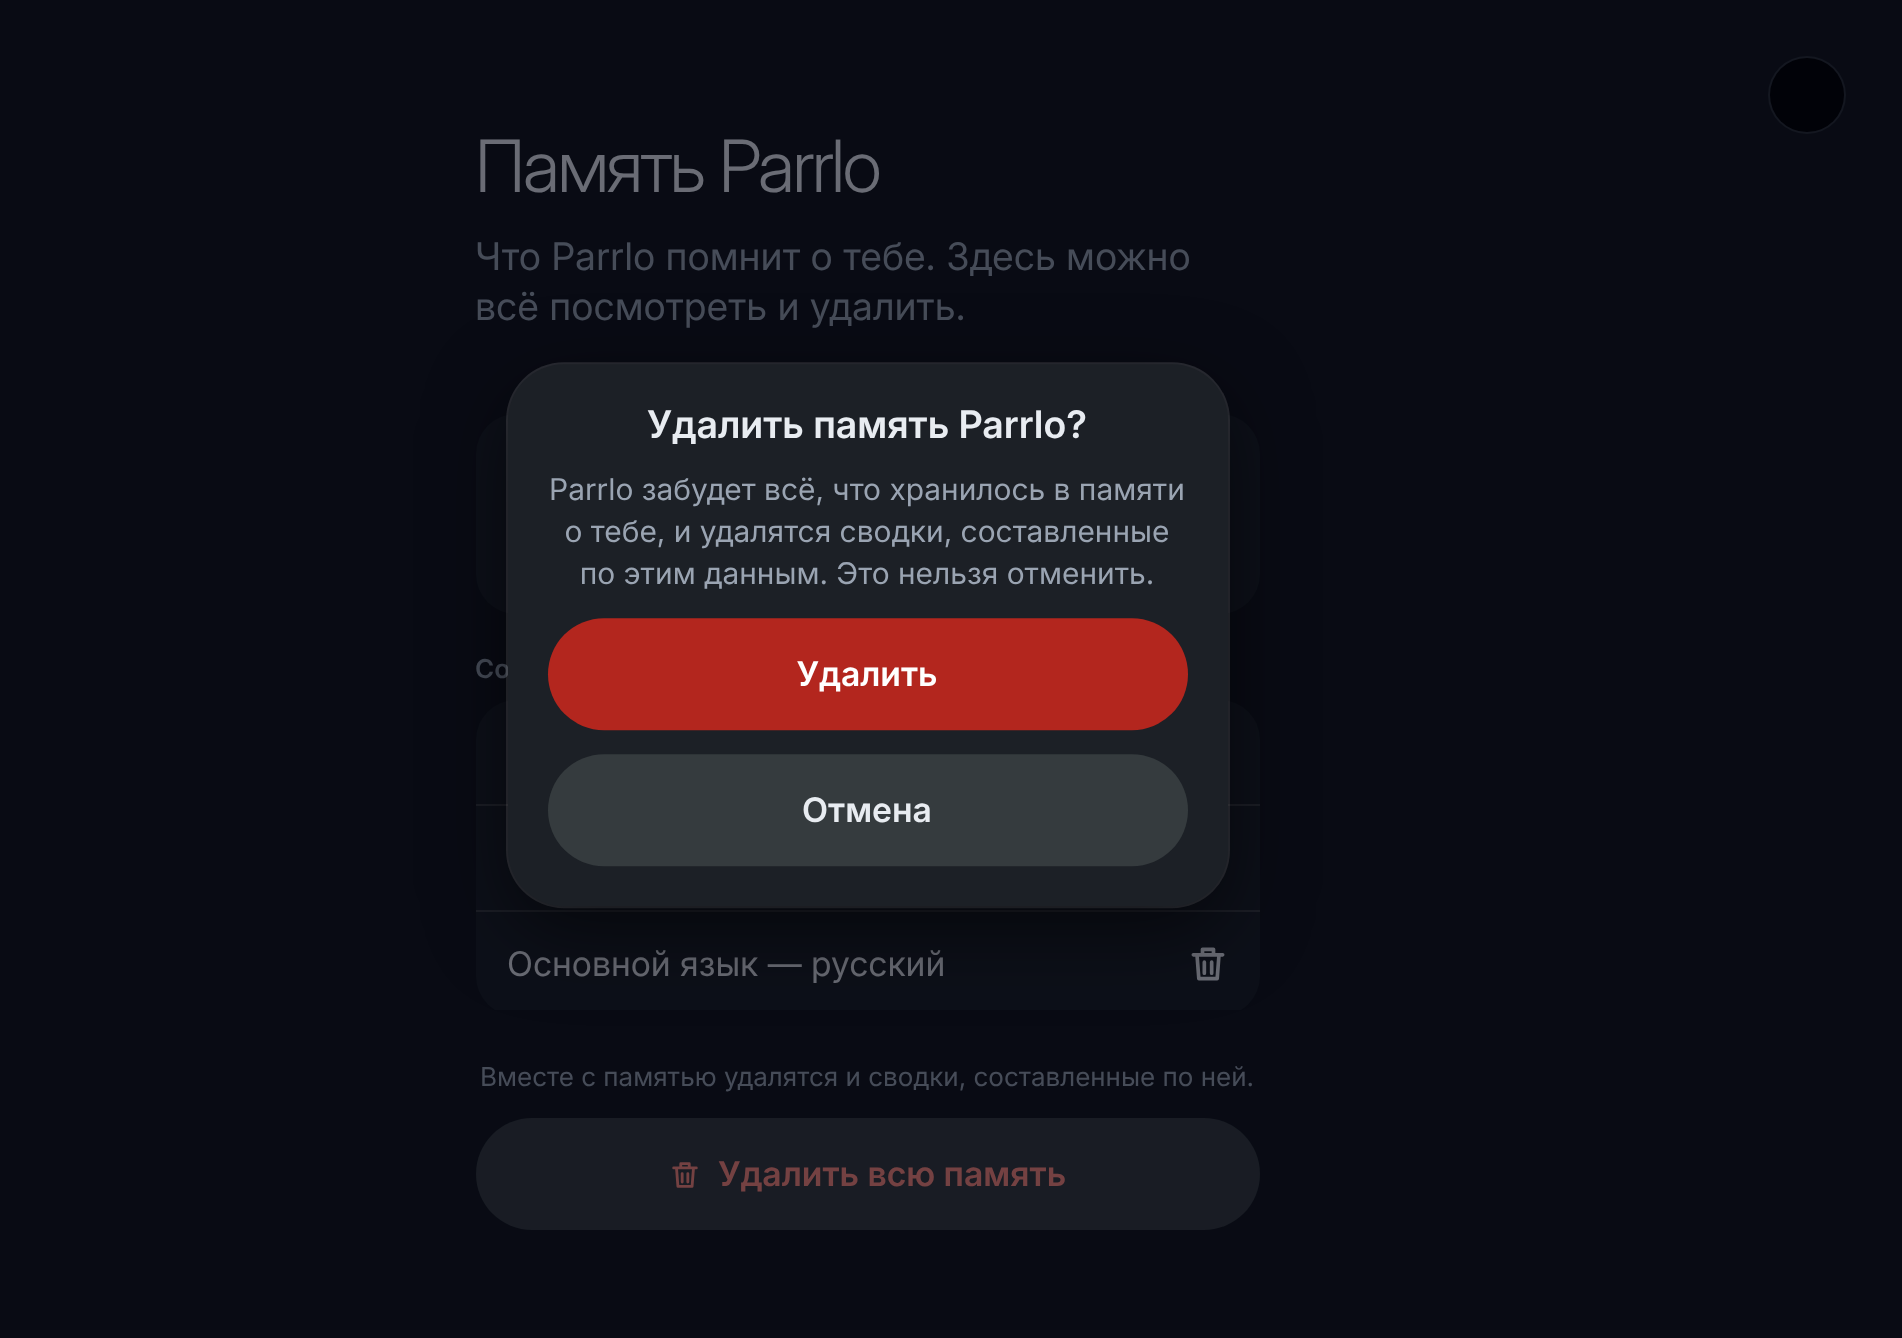 Память Parrlo
Что Parrlo помнит о тебе. Здесь можно
всё посмотреть и удалить.
Удалить память Parrlo?
Parrlo забудет всё, что хранилось в памяти
о тебе, и удалятся сводки, составленные
по этим данным. Это нельзя отменить.
Удалить
Отмена
Основной язык — русский
Вместе с памятью удалятся и сводки, составленные по ней.
Удалить всю память